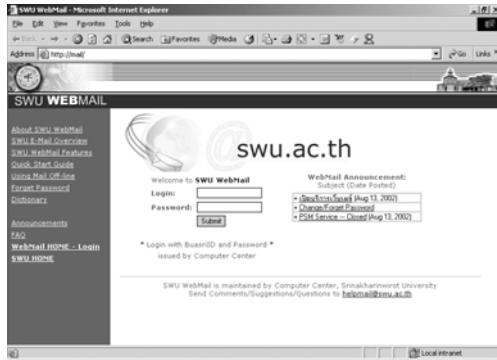 SWU WebMail - Microsoft Internet Explorer
File Edit View Favorites Tools Help
Back Search Favorites Media
Address http://mail/ Go Links
SWU WEBMAIL
About SWU WebMail
SWU E-Mail Overview
SWU WebMail Features
Quick Start Guide
Using Mail Off-line
Forget Password
Dictionary
Announcements
FAQ
WebMail HOME - Login
SWU HOME
@swu.ac.th
Welcome to SWU WebMail
Login:
Password:
Submit
* Login with BuasriID and Password *
issued by Computer Center
WebMail Announcement:
Subject (Date Posted)
(Aug 13, 2002)
• Change/Forget Password
• PSM Service -- Closed (Aug 13, 2002)
SWU WebMail is maintained by Computer Center, Srinakharinwirot University
Send Comments/Suggestions/Questions to helpmail@swu.ac.th
Local intranet